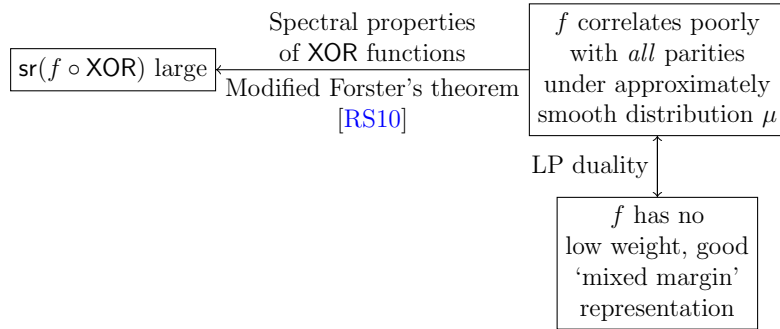 sr(f ∘ XOR) large
Spectral properties
of XOR functions
Modified Forster's theorem
[RS10]
f correlates poorly
with all parities
under approximately
smooth distribution μ
LP duality
f has no
low weight, good
‘mixed margin’
representation